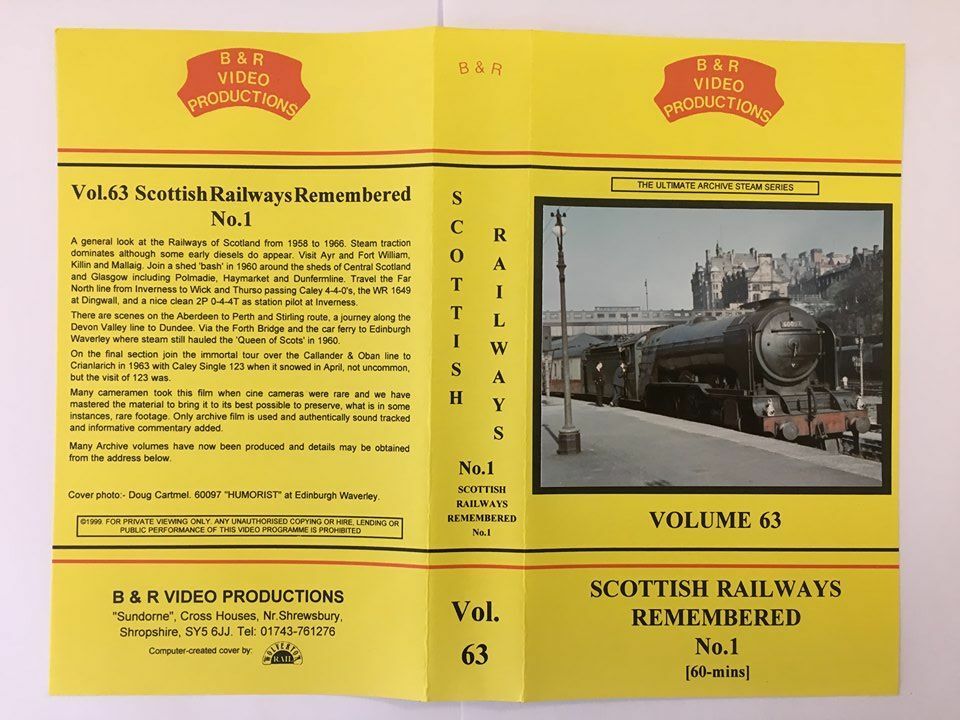 B & R
VIDEO
PRODUCTIONS
Vol.63 Scottish Railways Remembered
No.1
A general look at the Railways of Scotland from 1958 to 1966. Steam traction
dominates although some early diesels do appear. Visit Ayr and Fort William,
Killin and Mallaig. Join a shed 'bash' in 1960 around the sheds of Central Scotland
and Glasgow including Polmadie, Haymarket and Dunfermline. Travel the Far
North line from Inverness to Wick and Thurso passing Caley 4-4-0's, the WR 1649
at Dingwall, and a nice clean 2P 0-4-4T as station pilot at Inverness.
There are scenes on the Aberdeen to Perth and Stirling route, a journey along the
Devon Valley line to Dundee. Via the Forth Bridge and the car ferry to Edinburgh
Waverley where steam still hauled the 'Queen of Scots' in 1960.
On the final section join the immortal tour over the Callander & Oban line to
Crianlarich in 1963 with Caley Single 123 when it snowed in April, not uncommon,
but the visit of 123 was.
Many cameramen took this film when cine cameras were rare and we have
mastered the material to bring it to its best possible to preserve, what is in some
instances, rare footage. Only archive film is used and authentically sound tracked
and informative commentary added.
Many Archive volumes have now been produced and details may be obtained
from the address below.
Cover photo:- Doug Cartmel. 60097 "HUMORIST" at Edinburgh Waverley.
©1999. FOR PRIVATE VIEWING ONLY. ANY UNAUTHORISED COPYING OR HIRE, LENDING OR
PUBLIC PERFORMANCE OF THIS VIDEO PROGRAMME IS PROHIBITED
B & R VIDEO PRODUCTIONS
"Sundorne", Cross Houses, Nr.Shrewsbury,
Shropshire, SY5 6JJ. Tel: 01743-761276
Computer-created cover by:
WOLVERTON
RAIL
B & R
SCOTTISH
RAILWAYS
No.1
SCOTTISH
RAILWAYS
REMEMBERED
No.1
Vol.
63
B & R
VIDEO
PRODUCTIONS
THE ULTIMATE ARCHIVE STEAM SERIES
VOLUME 63
SCOTTISH RAILWAYS
REMEMBERED
No.1
[60-mins]